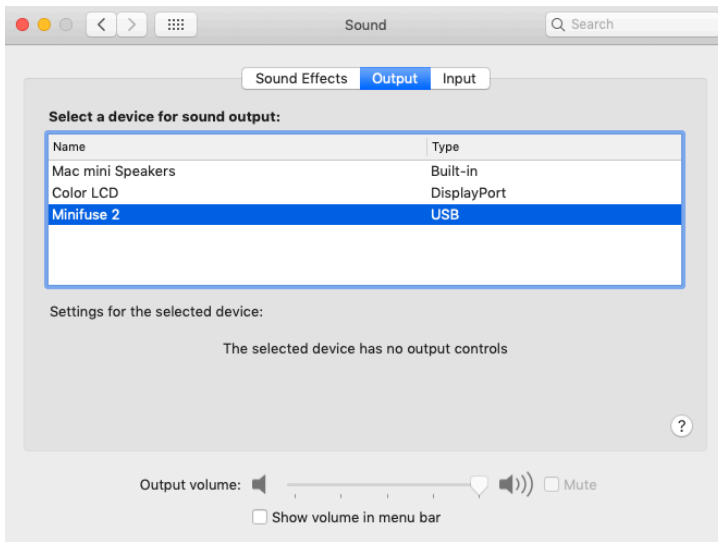 Sound
Search
Sound Effects Output Input
Select a device for sound output:
Name Type
Mac mini Speakers Built-in
Color LCD DisplayPort
Minifuse 2 USB
Settings for the selected device:
The selected device has no output controls
?
Output volume: Mute
Show volume in menu bar